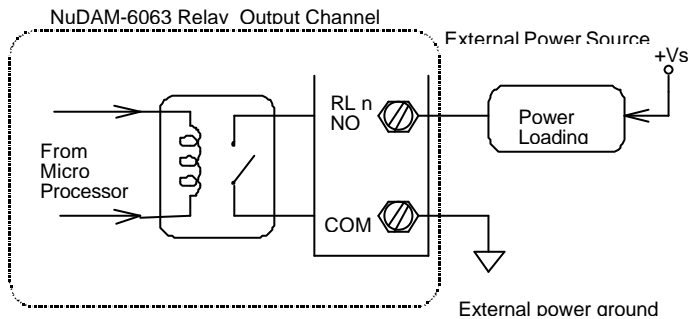 NuDAM-6063 Relay Output Channel
External Power Source
+Vs
RL n
NO
Power
Loading
From
Micro
Processor
COM
External power ground